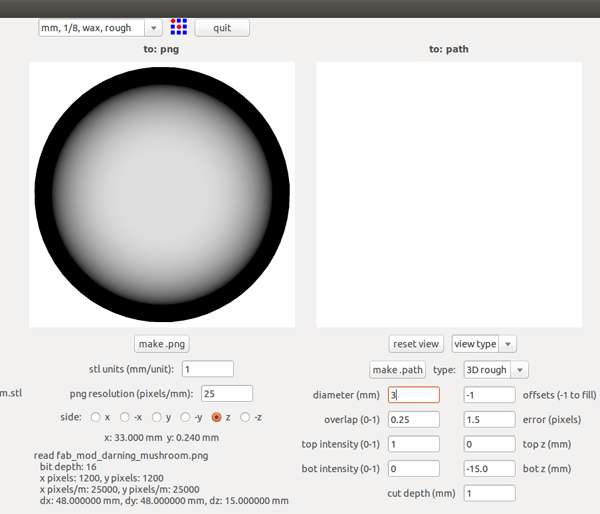 mm, 1/8, wax, rough quit
to: png to: path
make .png reset view view type
stl units (mm/unit): 1 make .path type: 3D rough
m.stl png resolution (pixels/mm): 25 diameter (mm) 3 -1 offsets (-1 to fill)
side: x -x y -y z -z overlap (0-1) 0.25 1.5 error (pixels)
x: 33.000 mm y: 0.240 mm top intensity (0-1) 1 0 top z (mm)
read fab_mod_darning_mushroom.png
bit depth: 16 bot intensity (0-1) 0 -15.0 bot z (mm)
x pixels: 1200, y pixels: 1200
x pixels/m: 25000, y pixels/m: 25000 cut depth (mm) 1
dx: 48.000000 mm, dy: 48.000000 mm, dz: 15.000000 mm